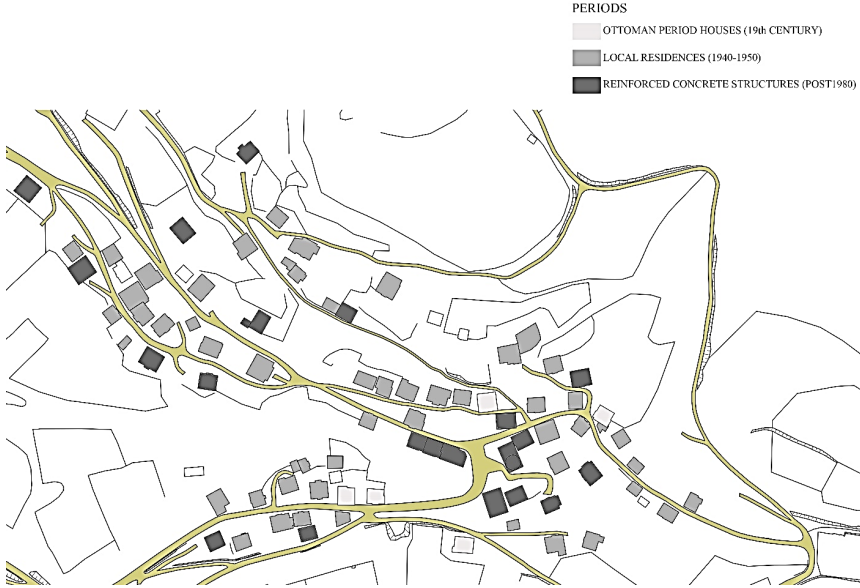 PERIODS
OTTOMAN PERIOD HOUSES (19th CENTURY)
LOCAL RESIDENCES (1940-1950)
REINFORCED CONCRETE STRUCTURES (POST1980)